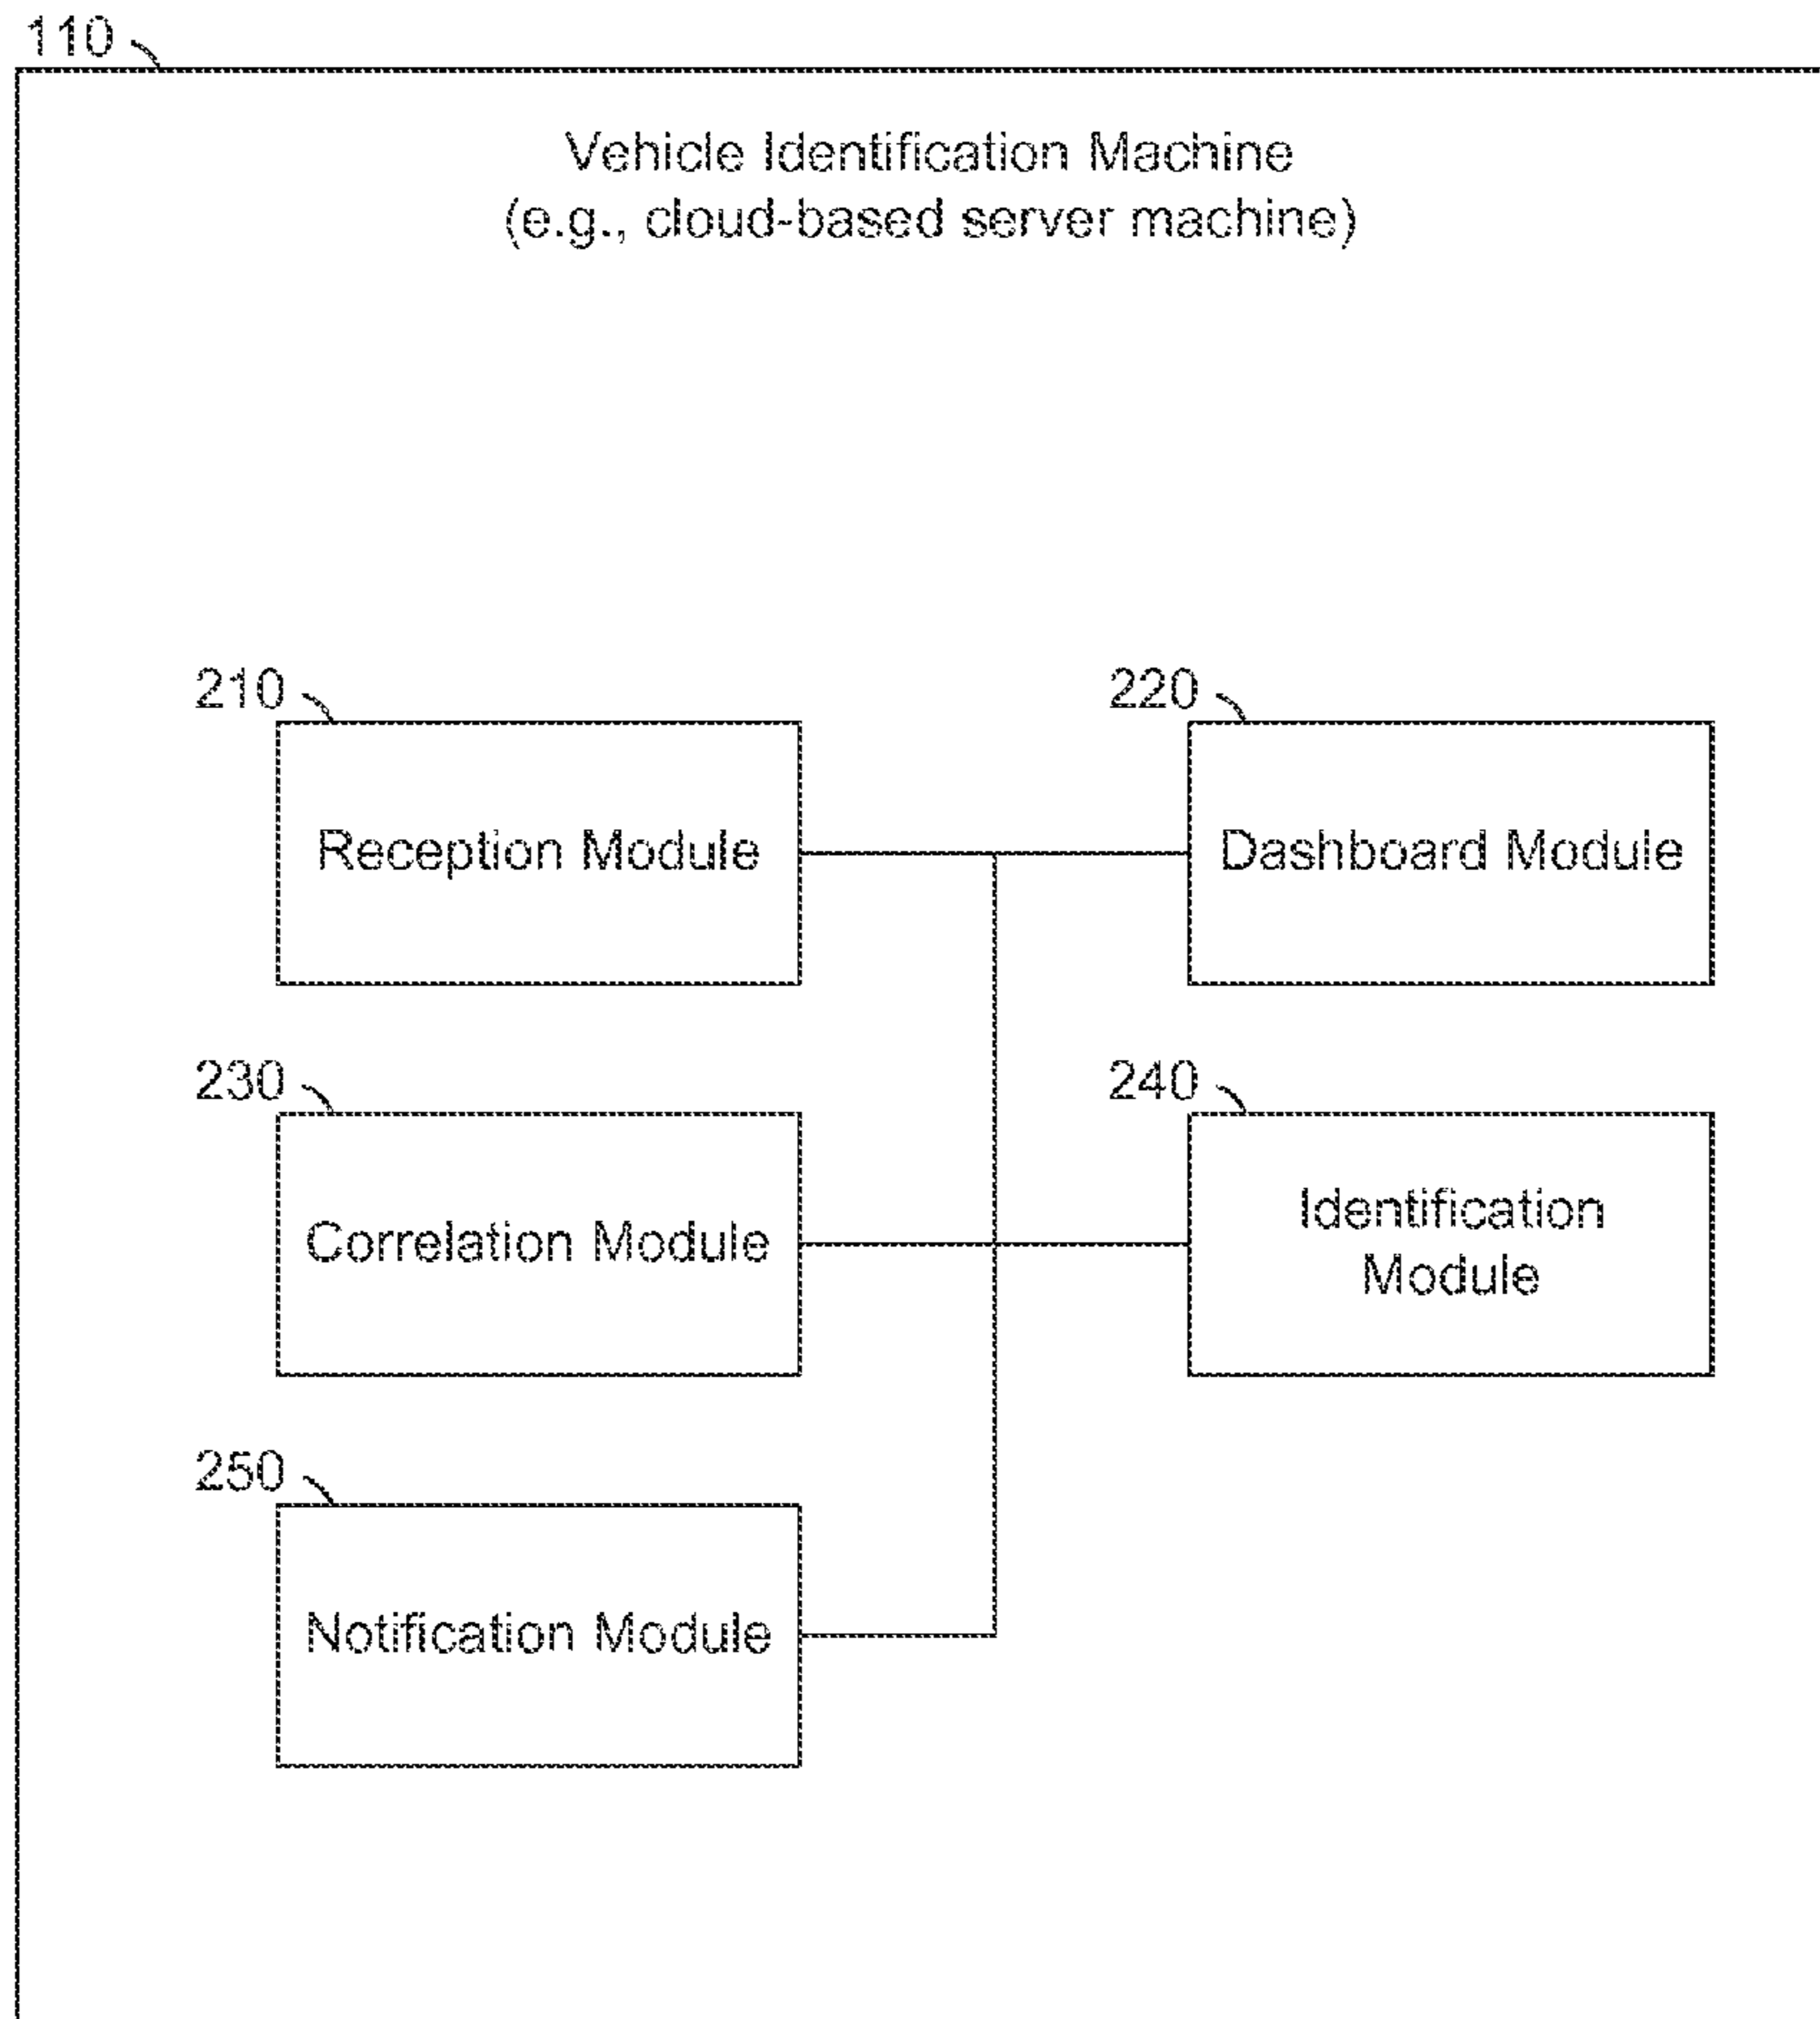 110
Vehicle Identification Machine
(e.g., cloud-based server machine)
210
220
Reception Module
Dashboard Module
230
240
Correlation Module
Identification
Module
250
Notification Module